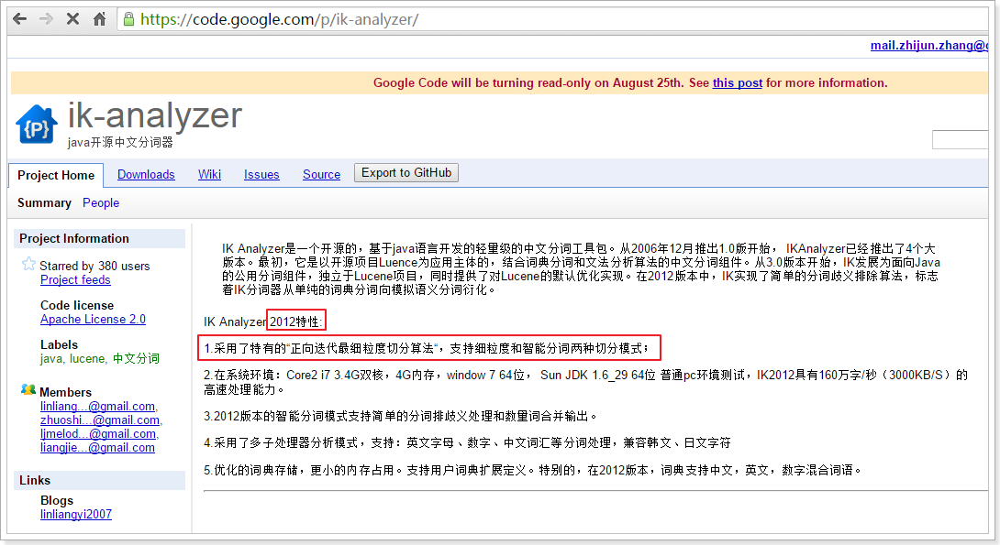 https://code.google.com/p/ik-analyzer/
mail.zhijun.zhang@
Google Code will be turning read-only on August 25th. See this post for more information.
{P}
ik-analyzer
java开源中文分词器
Project Home Downloads Wiki Issues Source Export to GitHub
Summary People
Project Information
Starred by 380 users
Project feeds
Code license
Apache License 2.0
Labels
java, lucene, 中文分词
Members
linliang...@gmail.com,
zhuoshi...@gmail.com,
ljmelod...@gmail.com,
liangjie...@gmail.com
Links
Blogs
linliangyi2007
IK Analyzer是一个开源的，基于java语言开发的轻量级的中文分词工具包。从2006年12月推出1.0版开始， IKAnalyzer已经推出了4个大
版本。最初，它是以开源项目Luence为应用主体的，结合词典分词和文法分析算法的中文分词组件。从3.0版本开始，IK发展为面向Java
的公用分词组件，独立于Lucene项目，同时提供了对Lucene的默认优化实现。在2012版本中，IK实现了简单的分词歧义排除算法，标志
着IK分词器从单纯的词典分词向模拟语义分词衍化。
IK Analyzer 2012特性:
1.采用了特有的“正向迭代最细粒度切分算法“，支持细粒度和智能分词两种切分模式；
2.在系统环境：Core2 i7 3.4G双核，4G内存，window 7 64位， Sun JDK 1.6_29 64位 普通pc环境测试，IK2012具有160万字/秒（3000KB/S）的
高速处理能力。
3.2012版本的智能分词模式支持简单的分词排歧义处理和数量词合并输出。
4.采用了多子处理器分析模式，支持：英文字母、数字、中文词汇等分词处理，兼容韩文、日文字符
5.优化的词典存储，更小的内存占用。支持用户词典扩展定义。特别的，在2012版本，词典支持中文，英文，数字混合词语。